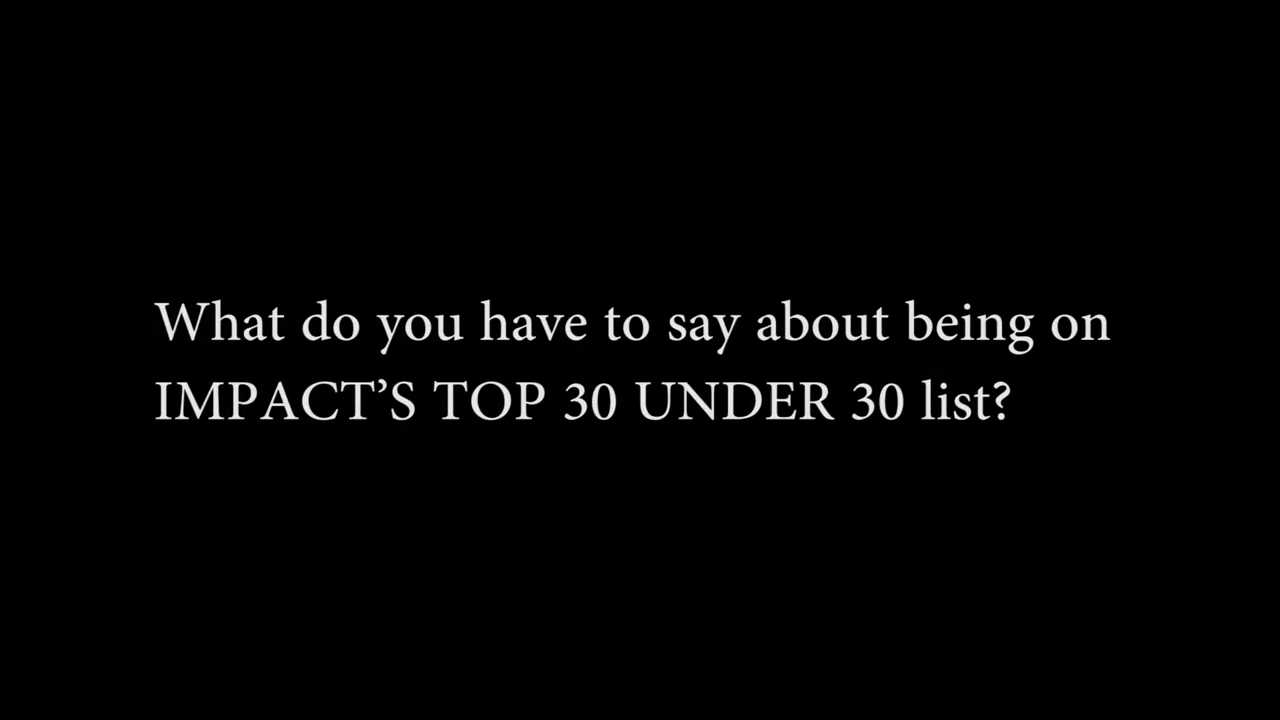 What do you have to say about being on
IMPACT’S TOP 30 UNDER 30 list?